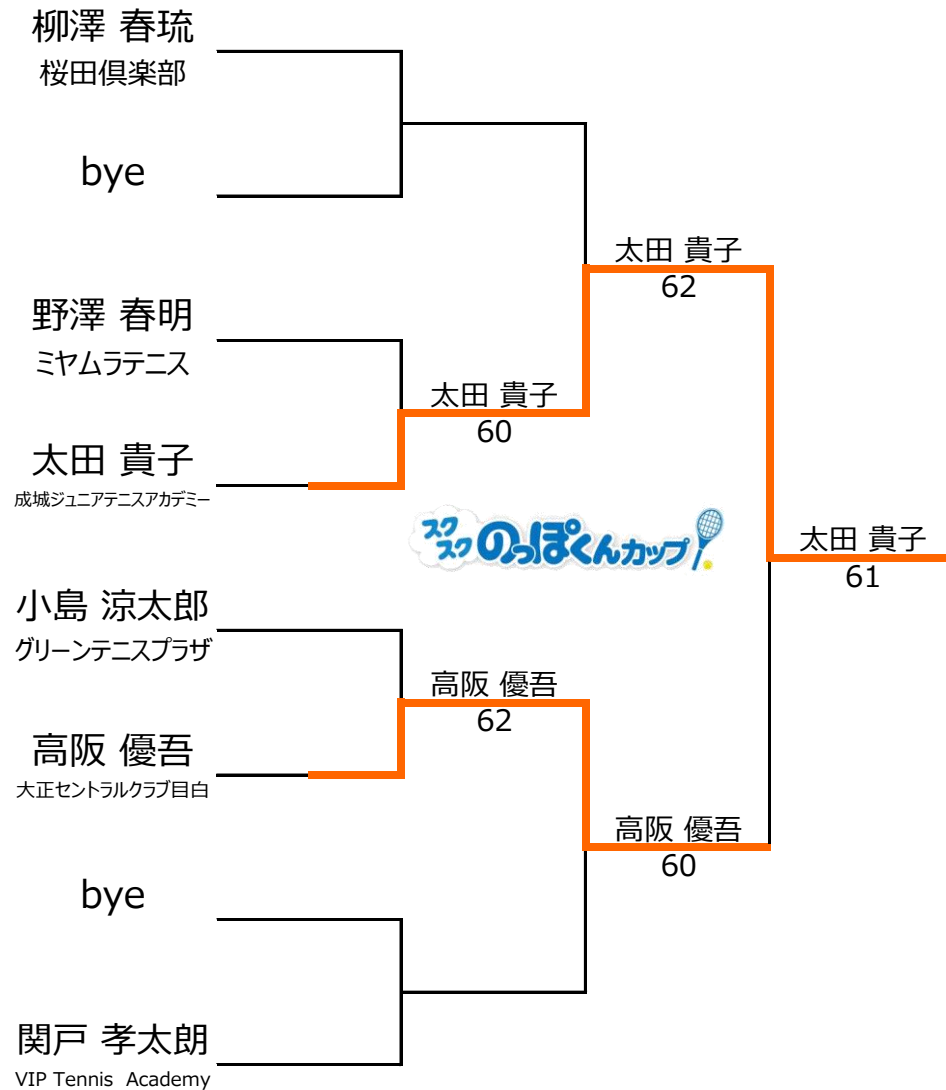 柳澤 春琉
桜田倶楽部
bye
太田 貴子
62
野澤 春明
ミヤムラテニス
太田 貴子
60
太田 貴子
成城ジュニアテニスアカデミー
スクスク のっぽくんカップ
太田 貴子
61
小島 涼太郎
グリーンテニスプラザ
高阪 優吾
62
高阪 優吾
大正セントラルクラブ目白
高阪 優吾
60
bye
関戸 孝太朗
VIP Tennis Academy